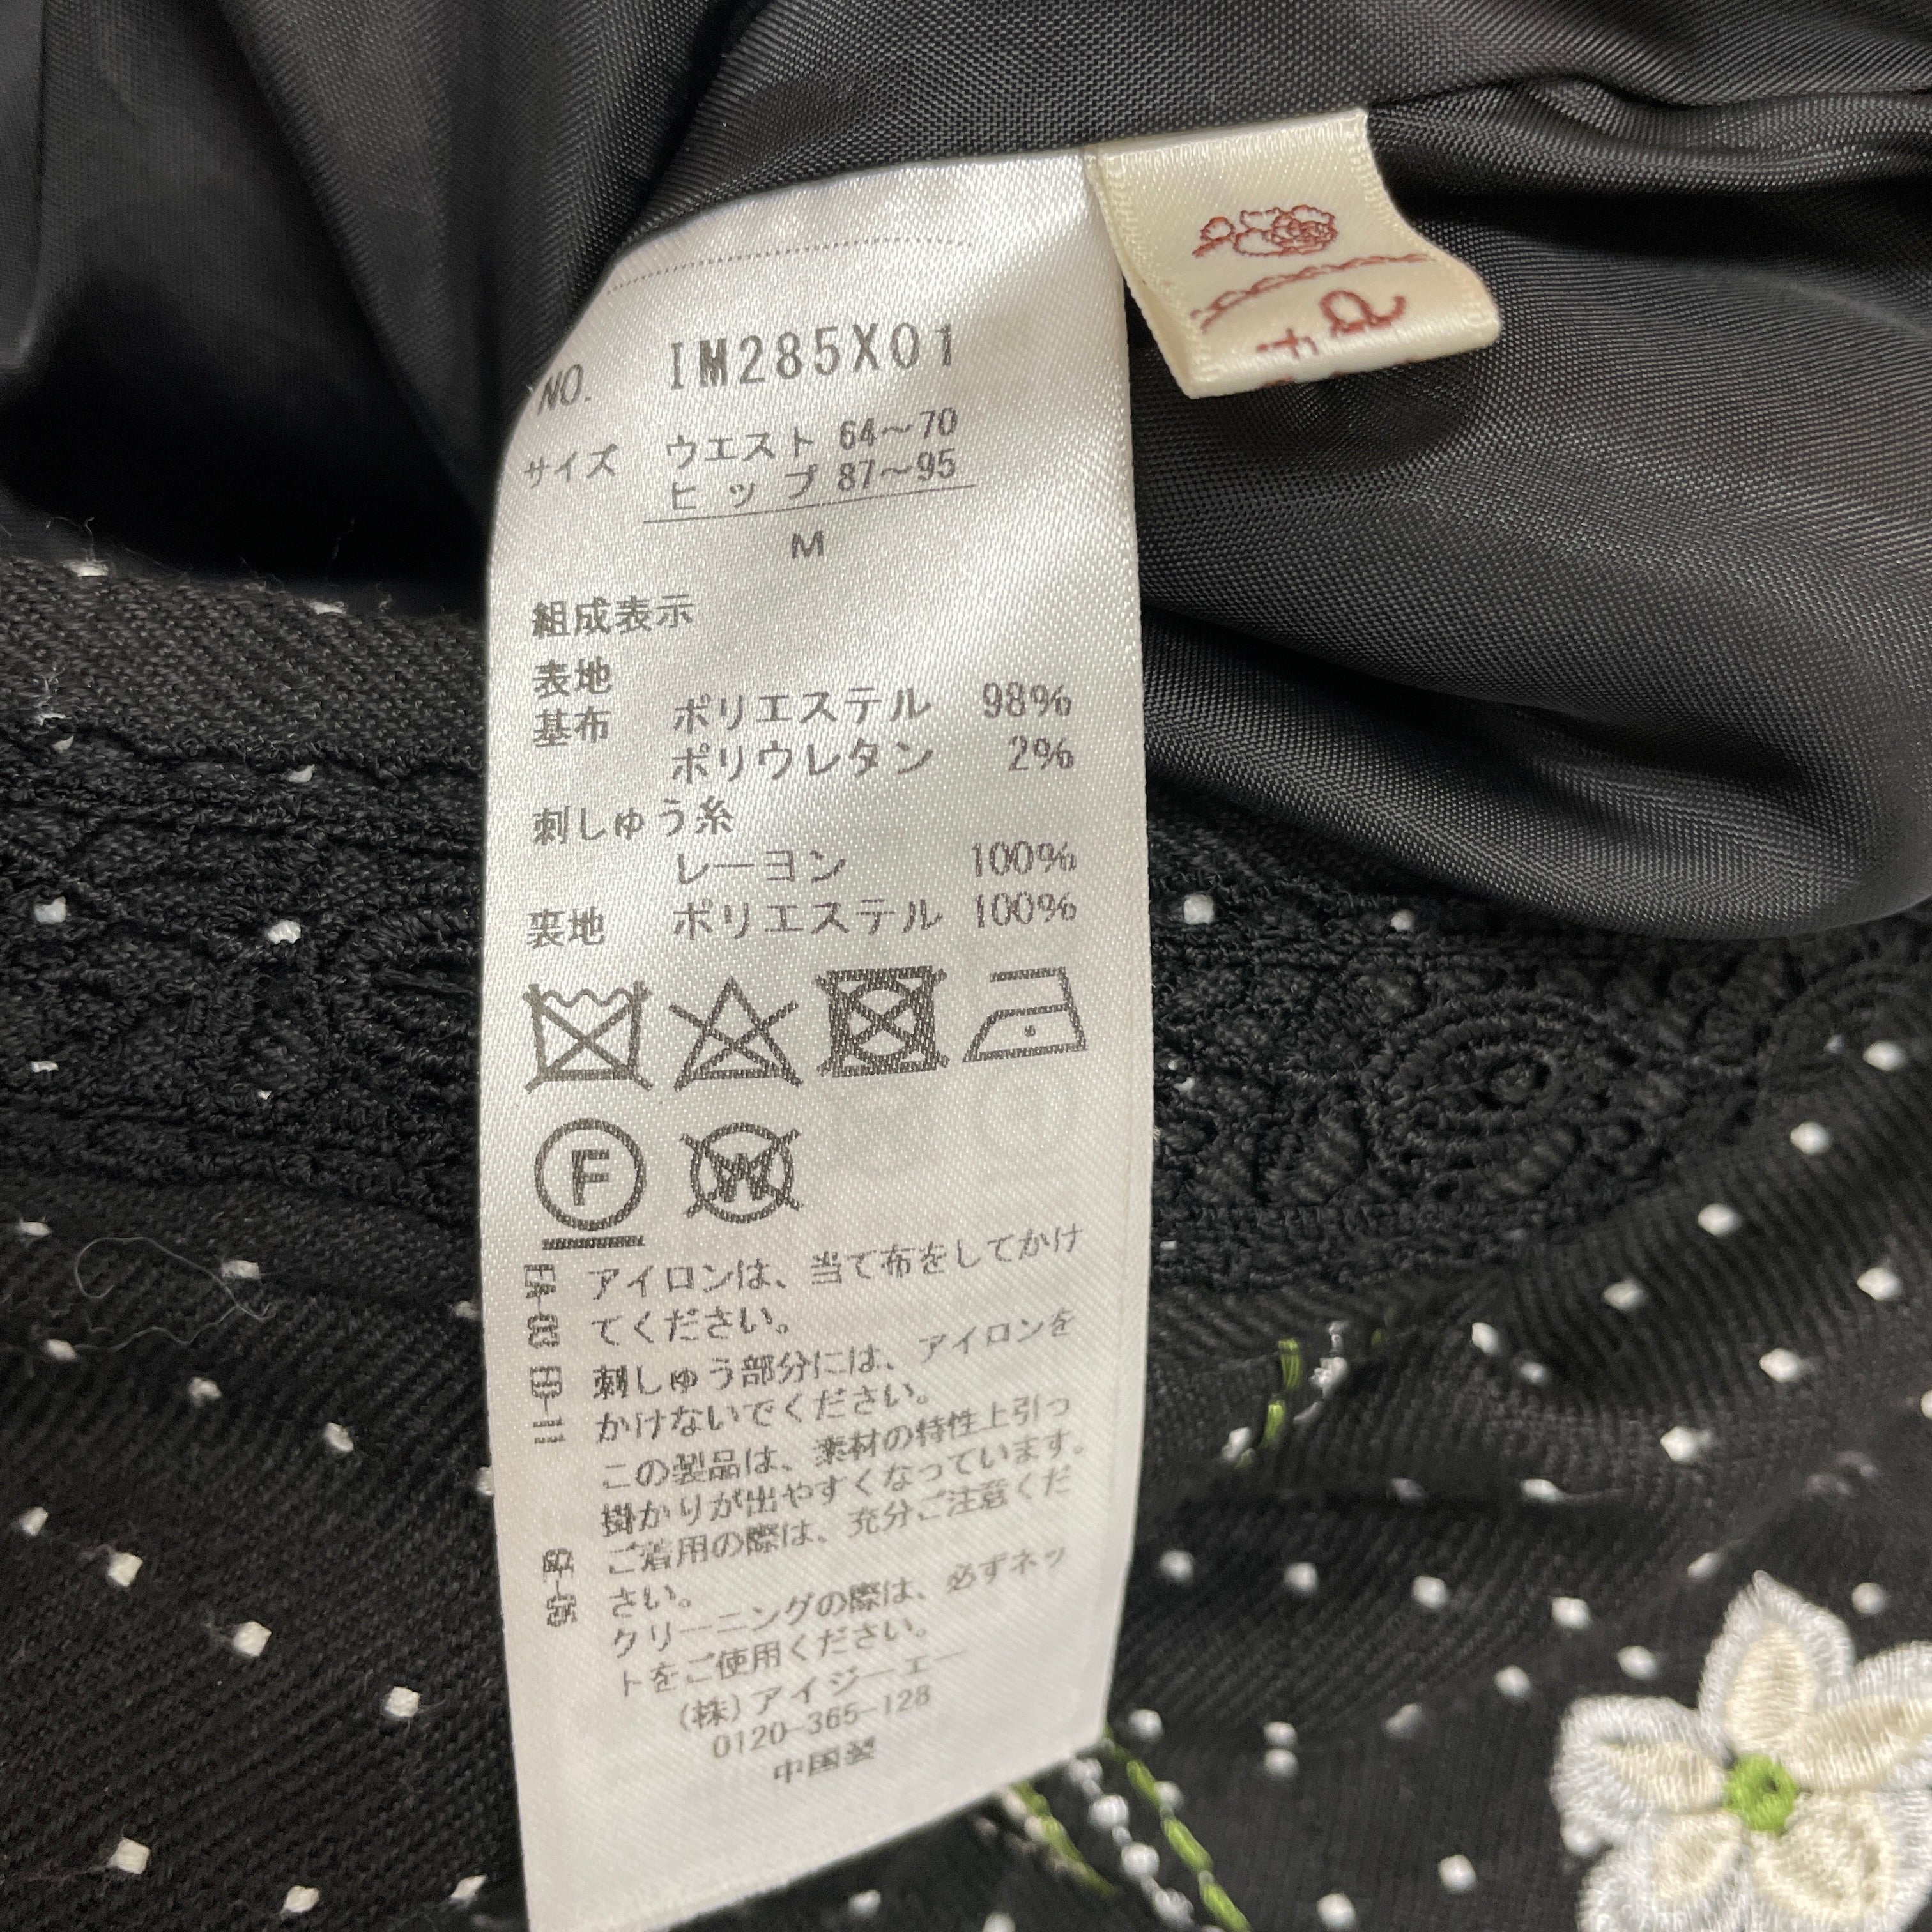 NO. IM285X01
サイズ ウエスト 64～70
ヒップ 87～95
M
組成表示
表地
基布 ポリエステル 98%
ポリウレタン 2%
刺しゅう糸
レーヨン 100%
裏地 ポリエステル 100%
F W
アイロンは、当て布をしてかけ
てください。
刺しゅう部分には、アイロンを
かけないでください。
この製品は、素材の特性上引っ
掛かりが出やすくなっています。
ご着用の際は、充分ご注意くだ
さい。
クリーニングの際は、必ずネッ
トをご使用ください。
(株)アイジーエー
0120-365-128
中国製